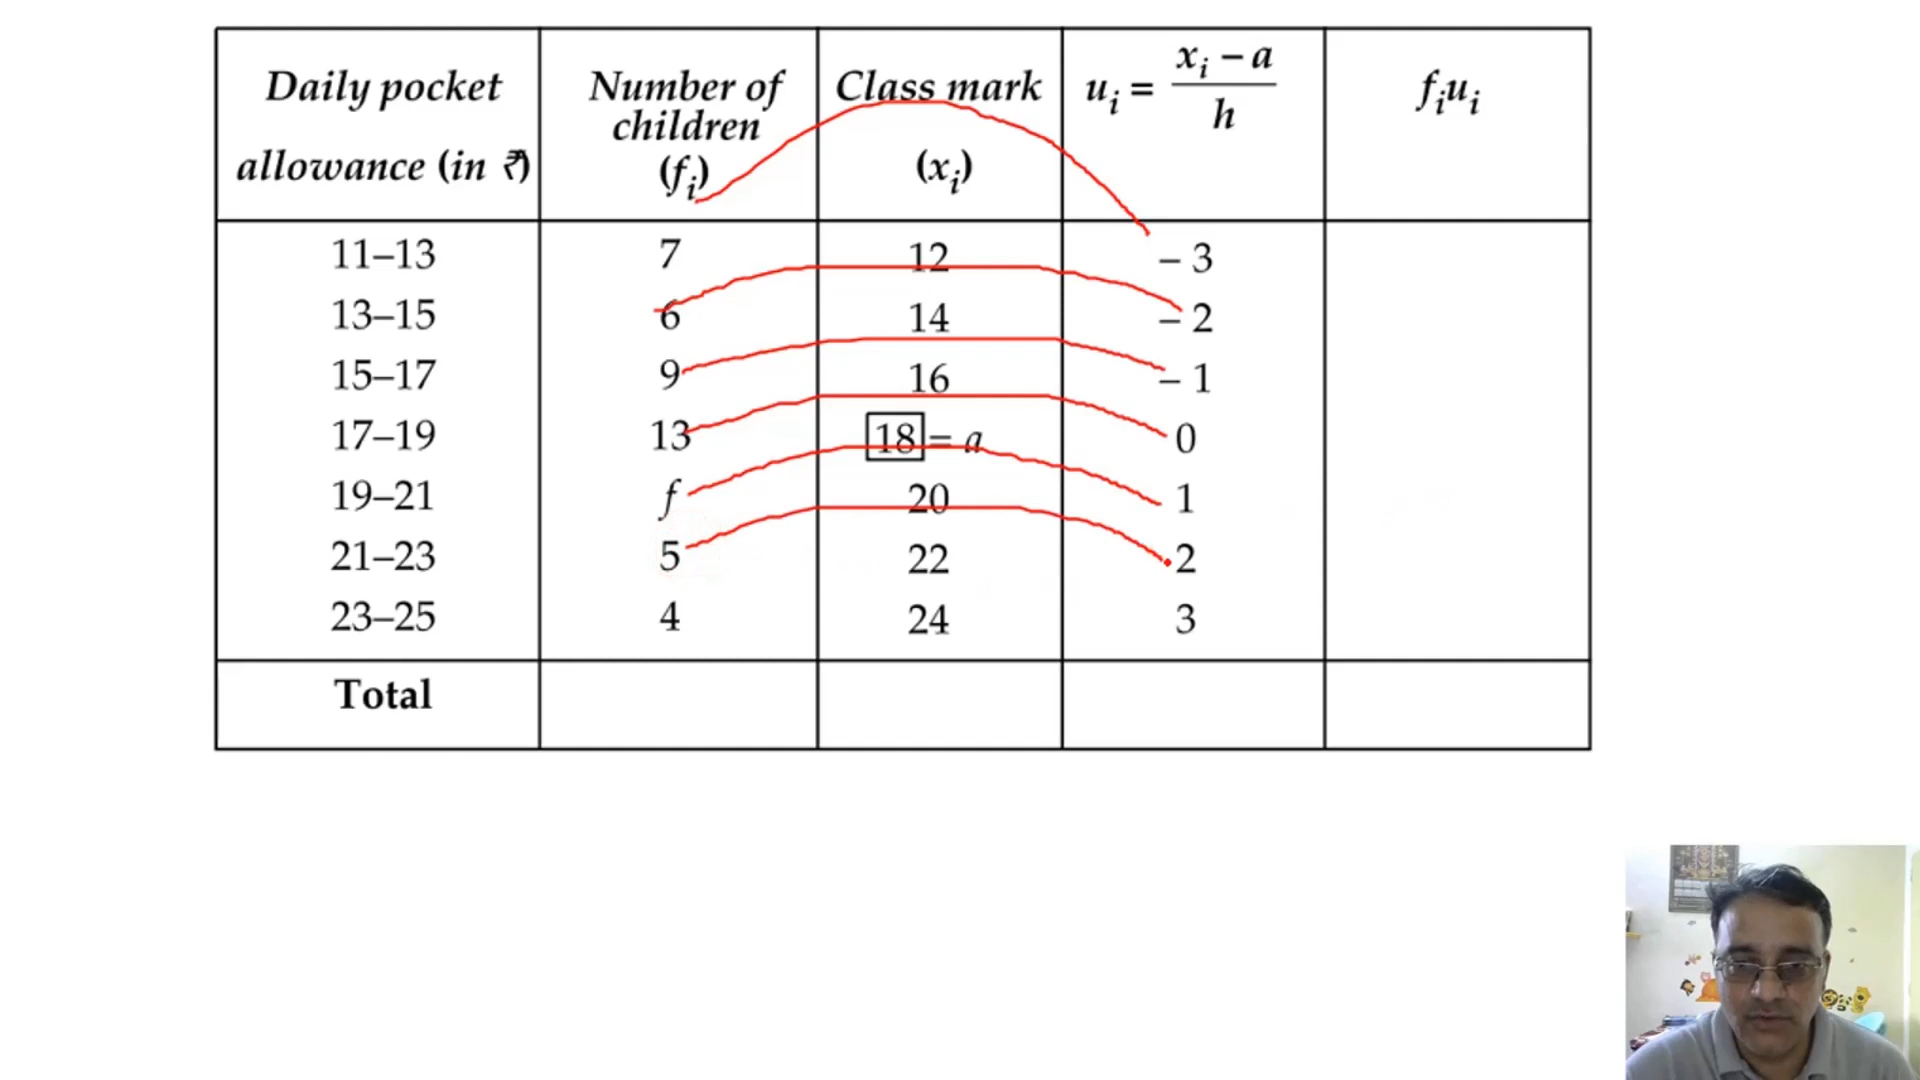 Daily pocket allowance (in ₹)
Number of children (fᵢ)
Class mark (xᵢ)
uᵢ = (xᵢ – a) / h
fᵢuᵢ
11–13 7 12 – 3
13–15 6 14 – 2
15–17 9 16 – 1
17–19 13 18 = a 0
19–21 f 20 1
21–23 5 22 2
23–25 4 24 3
Total